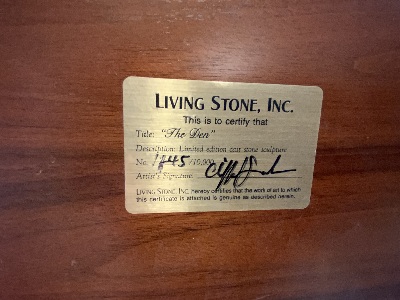 LIVING STONE, INC.
This is to certify that
Title: "The Den"
Description: Limited edition cast stone sculpture
No. /10,000
Artist's Signature
LIVING STONE, INC. hereby certifies that the work of art to which
this certificate is attached is genuine as described herein.